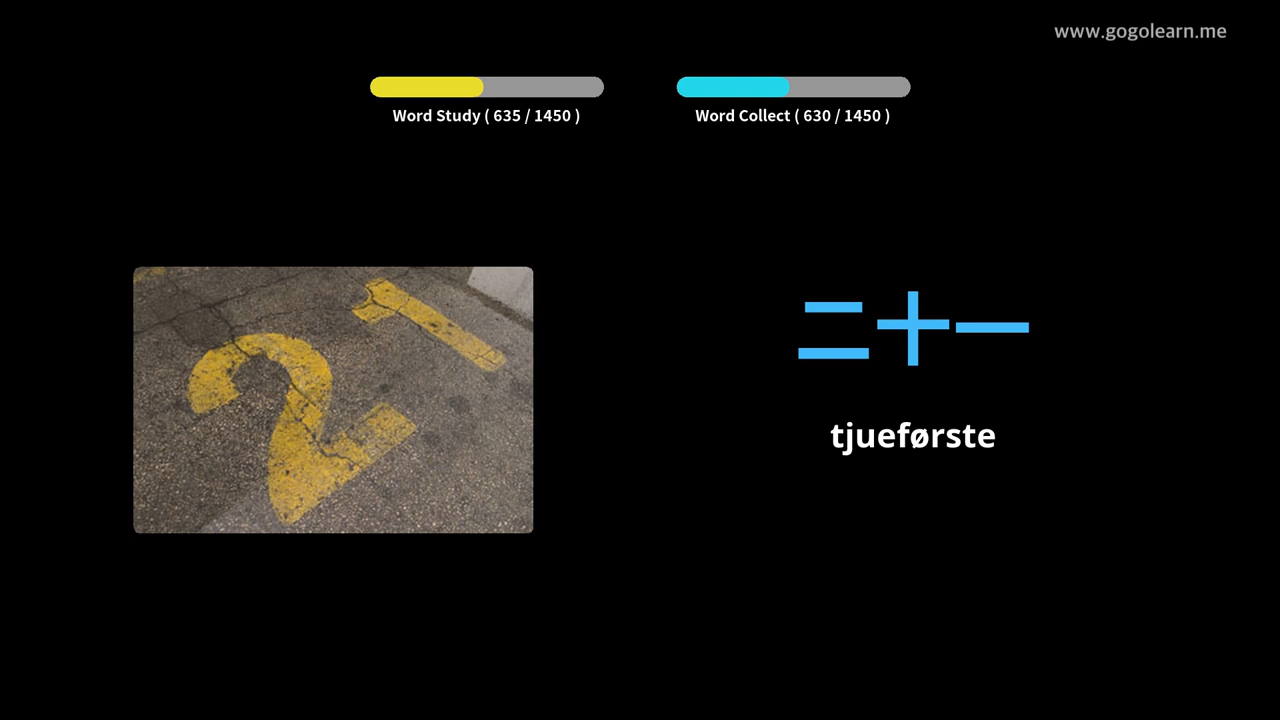 www.gogolearn.me
Word Study ( 635 / 1450 )
Word Collect ( 630 / 1450 )
21
二十一
tjueførste